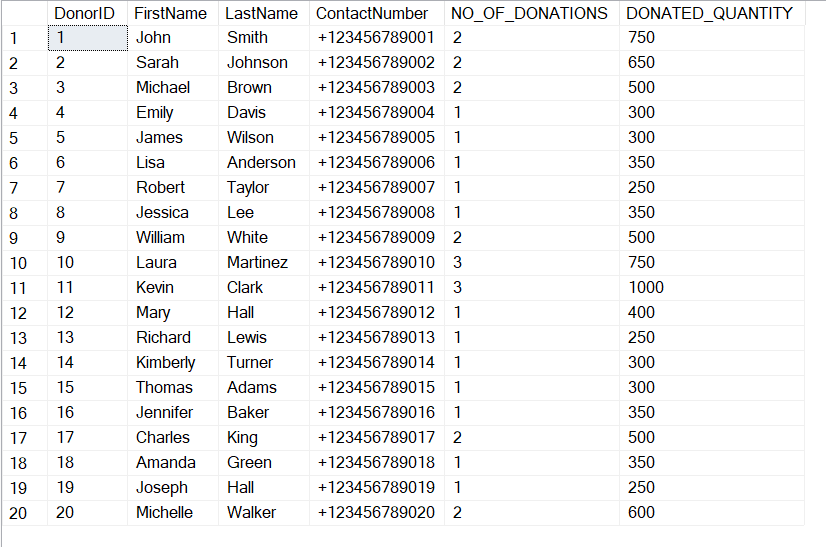 DonorID FirstName LastName ContactNumber NO_OF_DONATIONS DONATED_QUANTITY
1 1 John Smith +123456789001 2 750
2 2 Sarah Johnson +123456789002 2 650
3 3 Michael Brown +123456789003 2 500
4 4 Emily Davis +123456789004 1 300
5 5 James Wilson +123456789005 1 300
6 6 Lisa Anderson +123456789006 1 350
7 7 Robert Taylor +123456789007 1 250
8 8 Jessica Lee +123456789008 1 350
9 9 William White +123456789009 2 500
10 10 Laura Martinez +123456789010 3 750
11 11 Kevin Clark +123456789011 3 1000
12 12 Mary Hall +123456789012 1 400
13 13 Richard Lewis +123456789013 1 250
14 14 Kimberly Turner +123456789014 1 300
15 15 Thomas Adams +123456789015 1 300
16 16 Jennifer Baker +123456789016 1 350
17 17 Charles King +123456789017 2 500
18 18 Amanda Green +123456789018 1 350
19 19 Joseph Hall +123456789019 1 250
20 20 Michelle Walker +123456789020 2 600